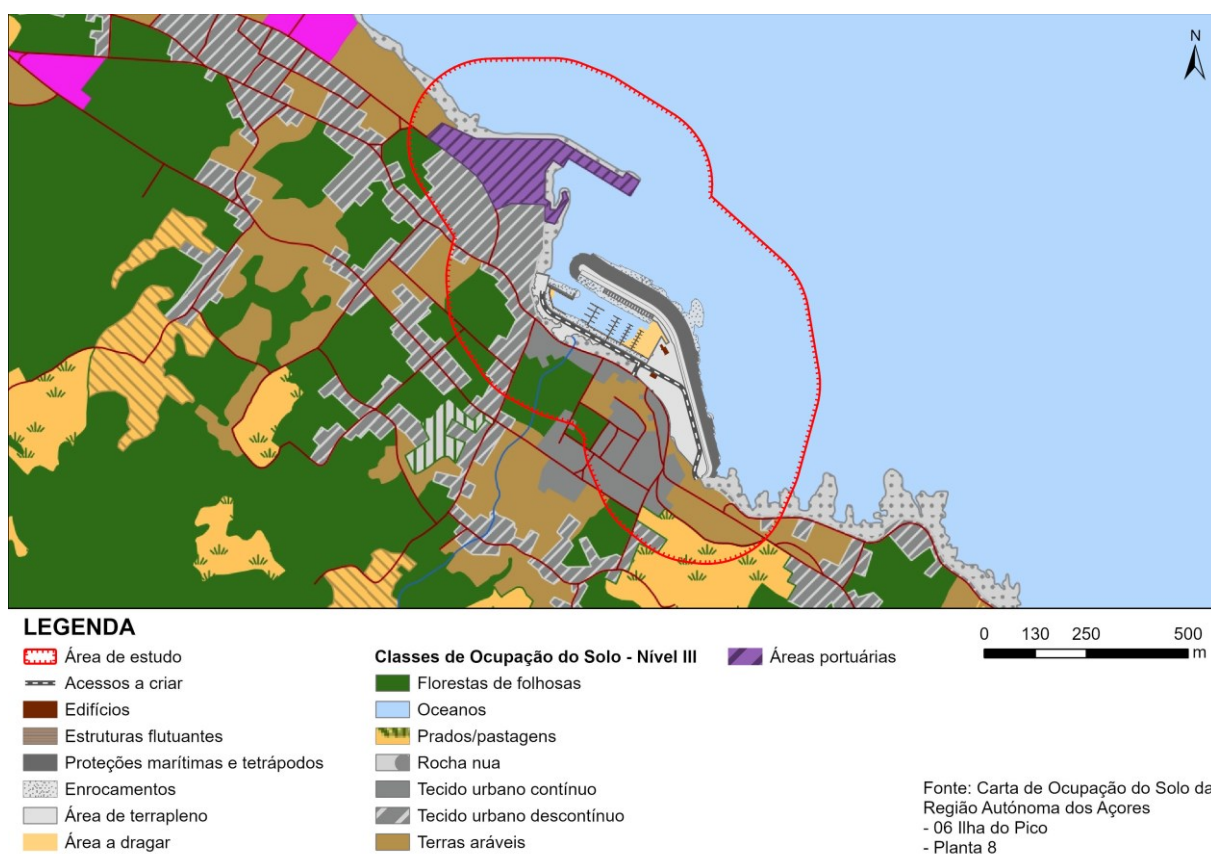 N
LEGENDA
Área de estudo
Acessos a criar
Edifícios
Estruturas flutuantes
Proteções marítimas e tetrápodos
Enrocamentos
Área de terrapleno
Área a dragar
Classes de Ocupação do Solo - Nível III
Florestas de folhosas
Oceanos
Prados/pastagens
Rocha nua
Tecido urbano contínuo
Tecido urbano descontínuo
Terras aráveis
Áreas portuárias
0 130 250 500
m
Fonte: Carta de Ocupação do Solo da
Região Autónoma dos Açores
- 06 Ilha do Pico
- Planta 8